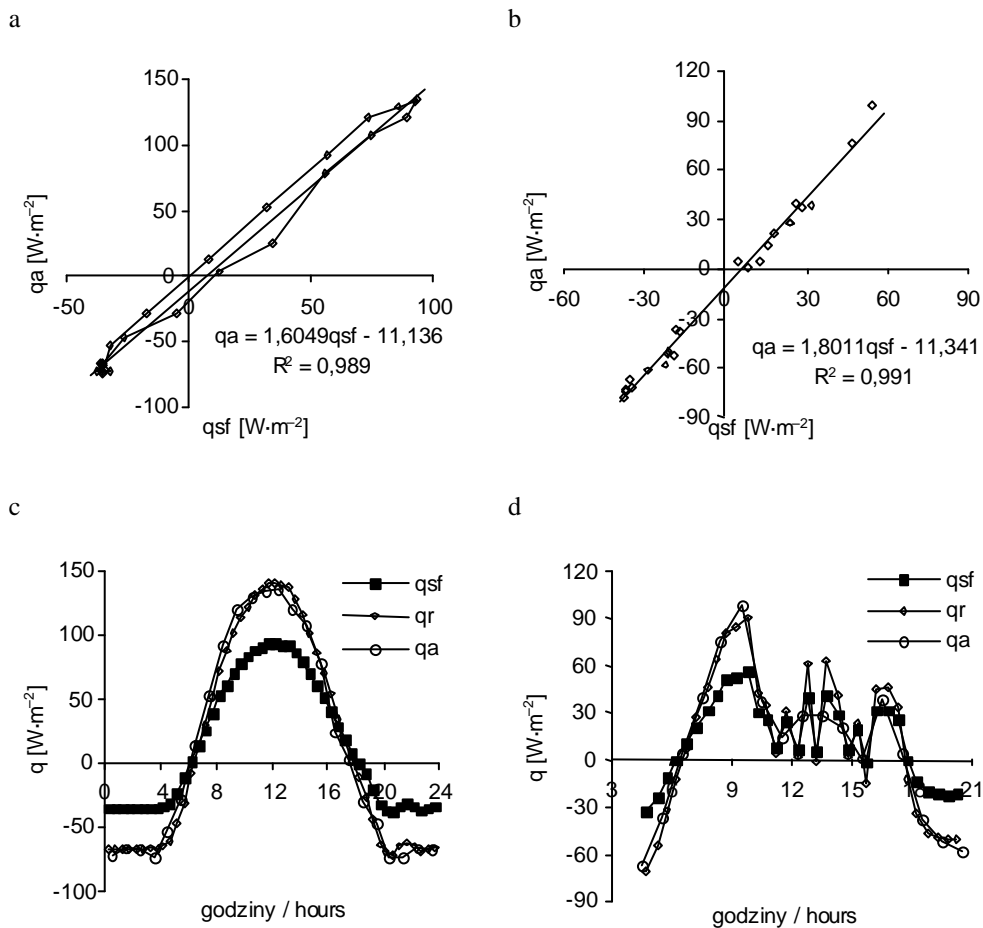 a
150
100
50
0
-50
-100
-50
0
50
100
qa [W·m⁻²]
qa = 1,6049qsf - 11,136
R² = 0,989
qsf [W·m⁻²]
b
120
90
60
30
0
-30
-60
-90
-60
-30
0
30
60
90
qa [W·m⁻²]
qa = 1,8011qsf - 11,341
R² = 0,991
qsf [W·m⁻²]
c
150
100
50
0
-50
-100
0
4
8
12
16
20
24
q [W·m⁻²]
qsf
qr
qa
godziny / hours
d
120
90
60
30
0
-30
-60
-90
3
9
12
15
18
21
q [W·m⁻²]
qsf
qr
qa
godziny / hours